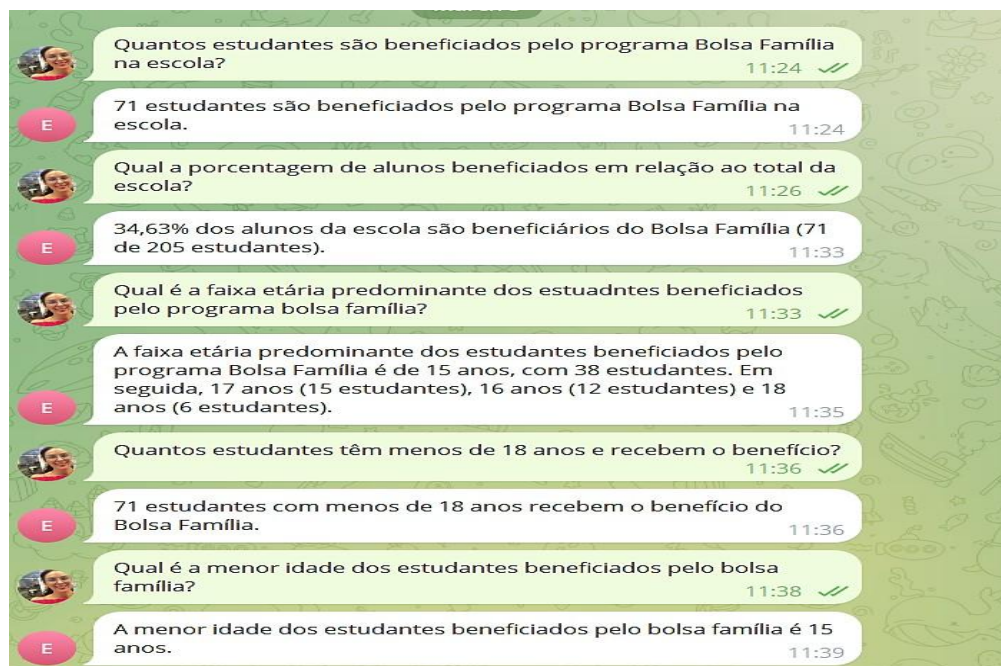 Quantos estudantes são beneficiados pelo programa Bolsa Família
na escola?
11:24
71 estudantes são beneficiados pelo programa Bolsa Família na
escola.
11:24
E
Qual a porcentagem de alunos beneficiados em relação ao total da
escola?
11:26
34,63% dos alunos da escola são beneficiários do Bolsa Família (71
de 205 estudantes).
11:33
E
Qual é a faixa etária predominante dos estuadntes beneficiados
pelo programa bolsa família?
11:33
A faixa etária predominante dos estudantes beneficiados pelo
programa Bolsa Família é de 15 anos, com 38 estudantes. Em
seguida, 17 anos (15 estudantes), 16 anos (12 estudantes) e 18
anos (6 estudantes).
11:35
E
Quantos estudantes têm menos de 18 anos e recebem o benefício?
11:36
71 estudantes com menos de 18 anos recebem o benefício do
Bolsa Família.
11:36
E
Qual é a menor idade dos estudantes beneficiados pelo bolsa
família?
11:38
A menor idade dos estudantes beneficiados pelo bolsa família é 15
anos.
11:39
E